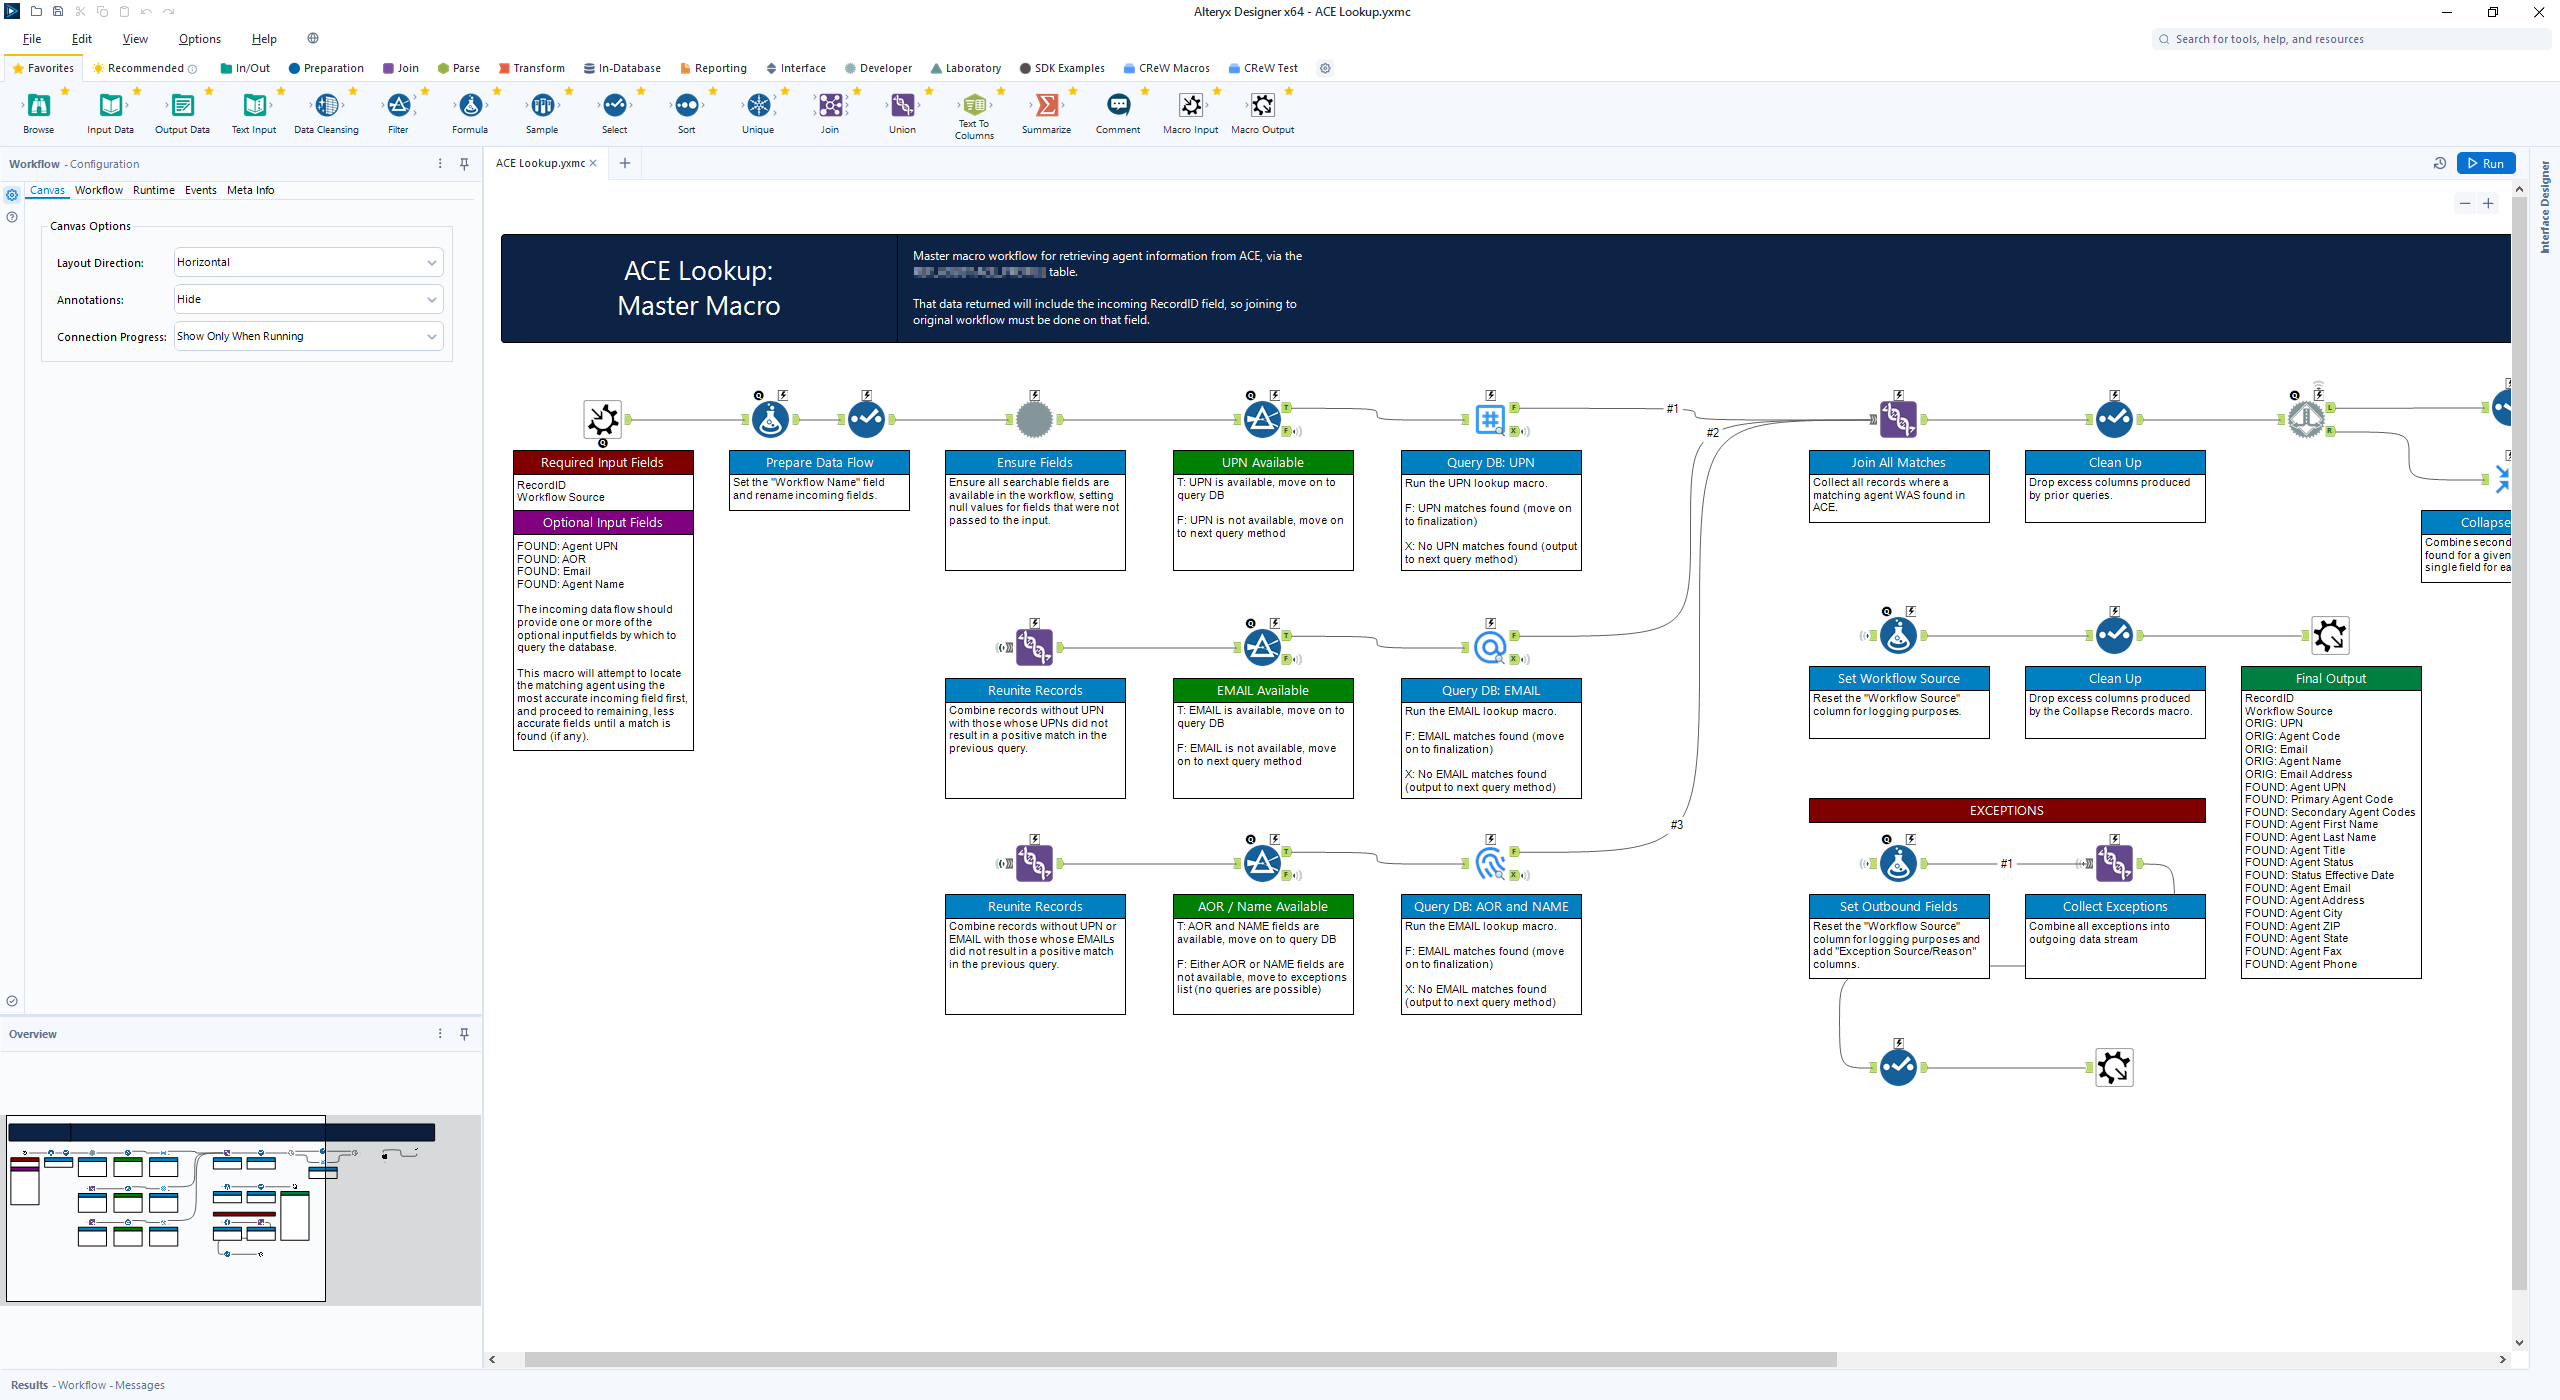 Alteryx Designer x64 - ACE Lookup.yxmc
File
Edit
View
Options
Help
Search for tools, help, and resources
Favorites
Recommended
In/Out
Preparation
Join
Parse
Transform
In-Database
Reporting
Interface
Developer
Laboratory
SDK Examples
CReW Macros
CReW Test
Browse
Input Data
Output Data
Text Input
Data Cleansing
Filter
Formula
Sample
Select
Sort
Unique
Join
Union
Text To
Columns
Summarize
Comment
Macro Input
Macro Output
Workflow - Configuration
Canvas
Workflow
Runtime
Events
Meta Info
Canvas Options
Layout Direction:
Horizontal
Annotations:
Hide
Connection Progress:
Show Only When Running
Overview
ACE Lookup.yxmc
Run
Interface Designer
ACE Lookup:
Master Macro
Master macro workflow for retrieving agent information from ACE, via the
table.
That data returned will include the incoming RecordID field, so joining to
original workflow must be done on that field.
Required Input Fields
RecordID
Workflow Source
Optional Input Fields
FOUND: Agent UPN
FOUND: AOR
FOUND: Email
FOUND: Agent Name
The incoming data flow should
provide one or more of the
optional input fields by which to
query the database.
This macro will attempt to locate
the matching agent using the
most accurate incoming field first,
and proceed to remaining, less
accurate fields until a match is
found (if any).
Prepare Data Flow
Set the "Workflow Name" field
and rename incoming fields.
Ensure Fields
Ensure all searchable fields are
available in the workflow, setting
null values for fields that were not
passed to the input.
UPN Available
T: UPN is available, move on to
query DB
F: UPN is not available, move on
to next query method
Query DB: UPN
Run the UPN lookup macro.
F: UPN matches found (move on
to finalization)
X: No UPN matches found (output
to next query method)
#1
#2
#3
Reunite Records
Combine records without UPN
with those whose UPNs did not
result in a positive match in the
previous query.
EMAIL Available
T: EMAIL is available, move on to
query DB
F: EMAIL is not available, move
on to next query method
Query DB: EMAIL
Run the EMAIL lookup macro.
F: EMAIL matches found (move
on to finalization)
X: No EMAIL matches found
(output to next query method)
Reunite Records
Combine records without UPN or
EMAIL with those whose EMAILs
did not result in a positive match
in the previous query.
AOR / Name Available
T: AOR and NAME fields are
available, move on to query DB
F: Either AOR or NAME fields are
not available, move to exceptions
list (no queries are possible)
Query DB: AOR and NAME
Run the EMAIL lookup macro.
F: EMAIL matches found (move
on to finalization)
X: No EMAIL matches found
(output to next query method)
Join All Matches
Collect all records where a
matching agent WAS found in
ACE.
Clean Up
Drop excess columns produced
by prior queries.
Collapse
Combine second
found for a given
single field for ea
Set Workflow Source
Reset the "Workflow Source"
column for logging purposes.
Clean Up
Drop excess columns produced
by the Collapse Records macro.
Final Output
RecordID
Workflow Source
ORIG: UPN
ORIG: Agent Code
ORIG: Email
ORIG: Agent Name
ORIG: Email Address
FOUND: Agent UPN
FOUND: Primary Agent Code
FOUND: Secondary Agent Codes
FOUND: Agent First Name
FOUND: Agent Last Name
FOUND: Agent Title
FOUND: Agent Status
FOUND: Status Effective Date
FOUND: Agent Email
FOUND: Agent Address
FOUND: Agent City
FOUND: Agent ZIP
FOUND: Agent State
FOUND: Agent Fax
FOUND: Agent Phone
EXCEPTIONS
#1
Set Outbound Fields
Reset the "Workflow Source"
column for logging purposes and
add "Exception Source/Reason"
columns.
Collect Exceptions
Combine all exceptions into
outgoing data stream
Results - Workflow - Messages